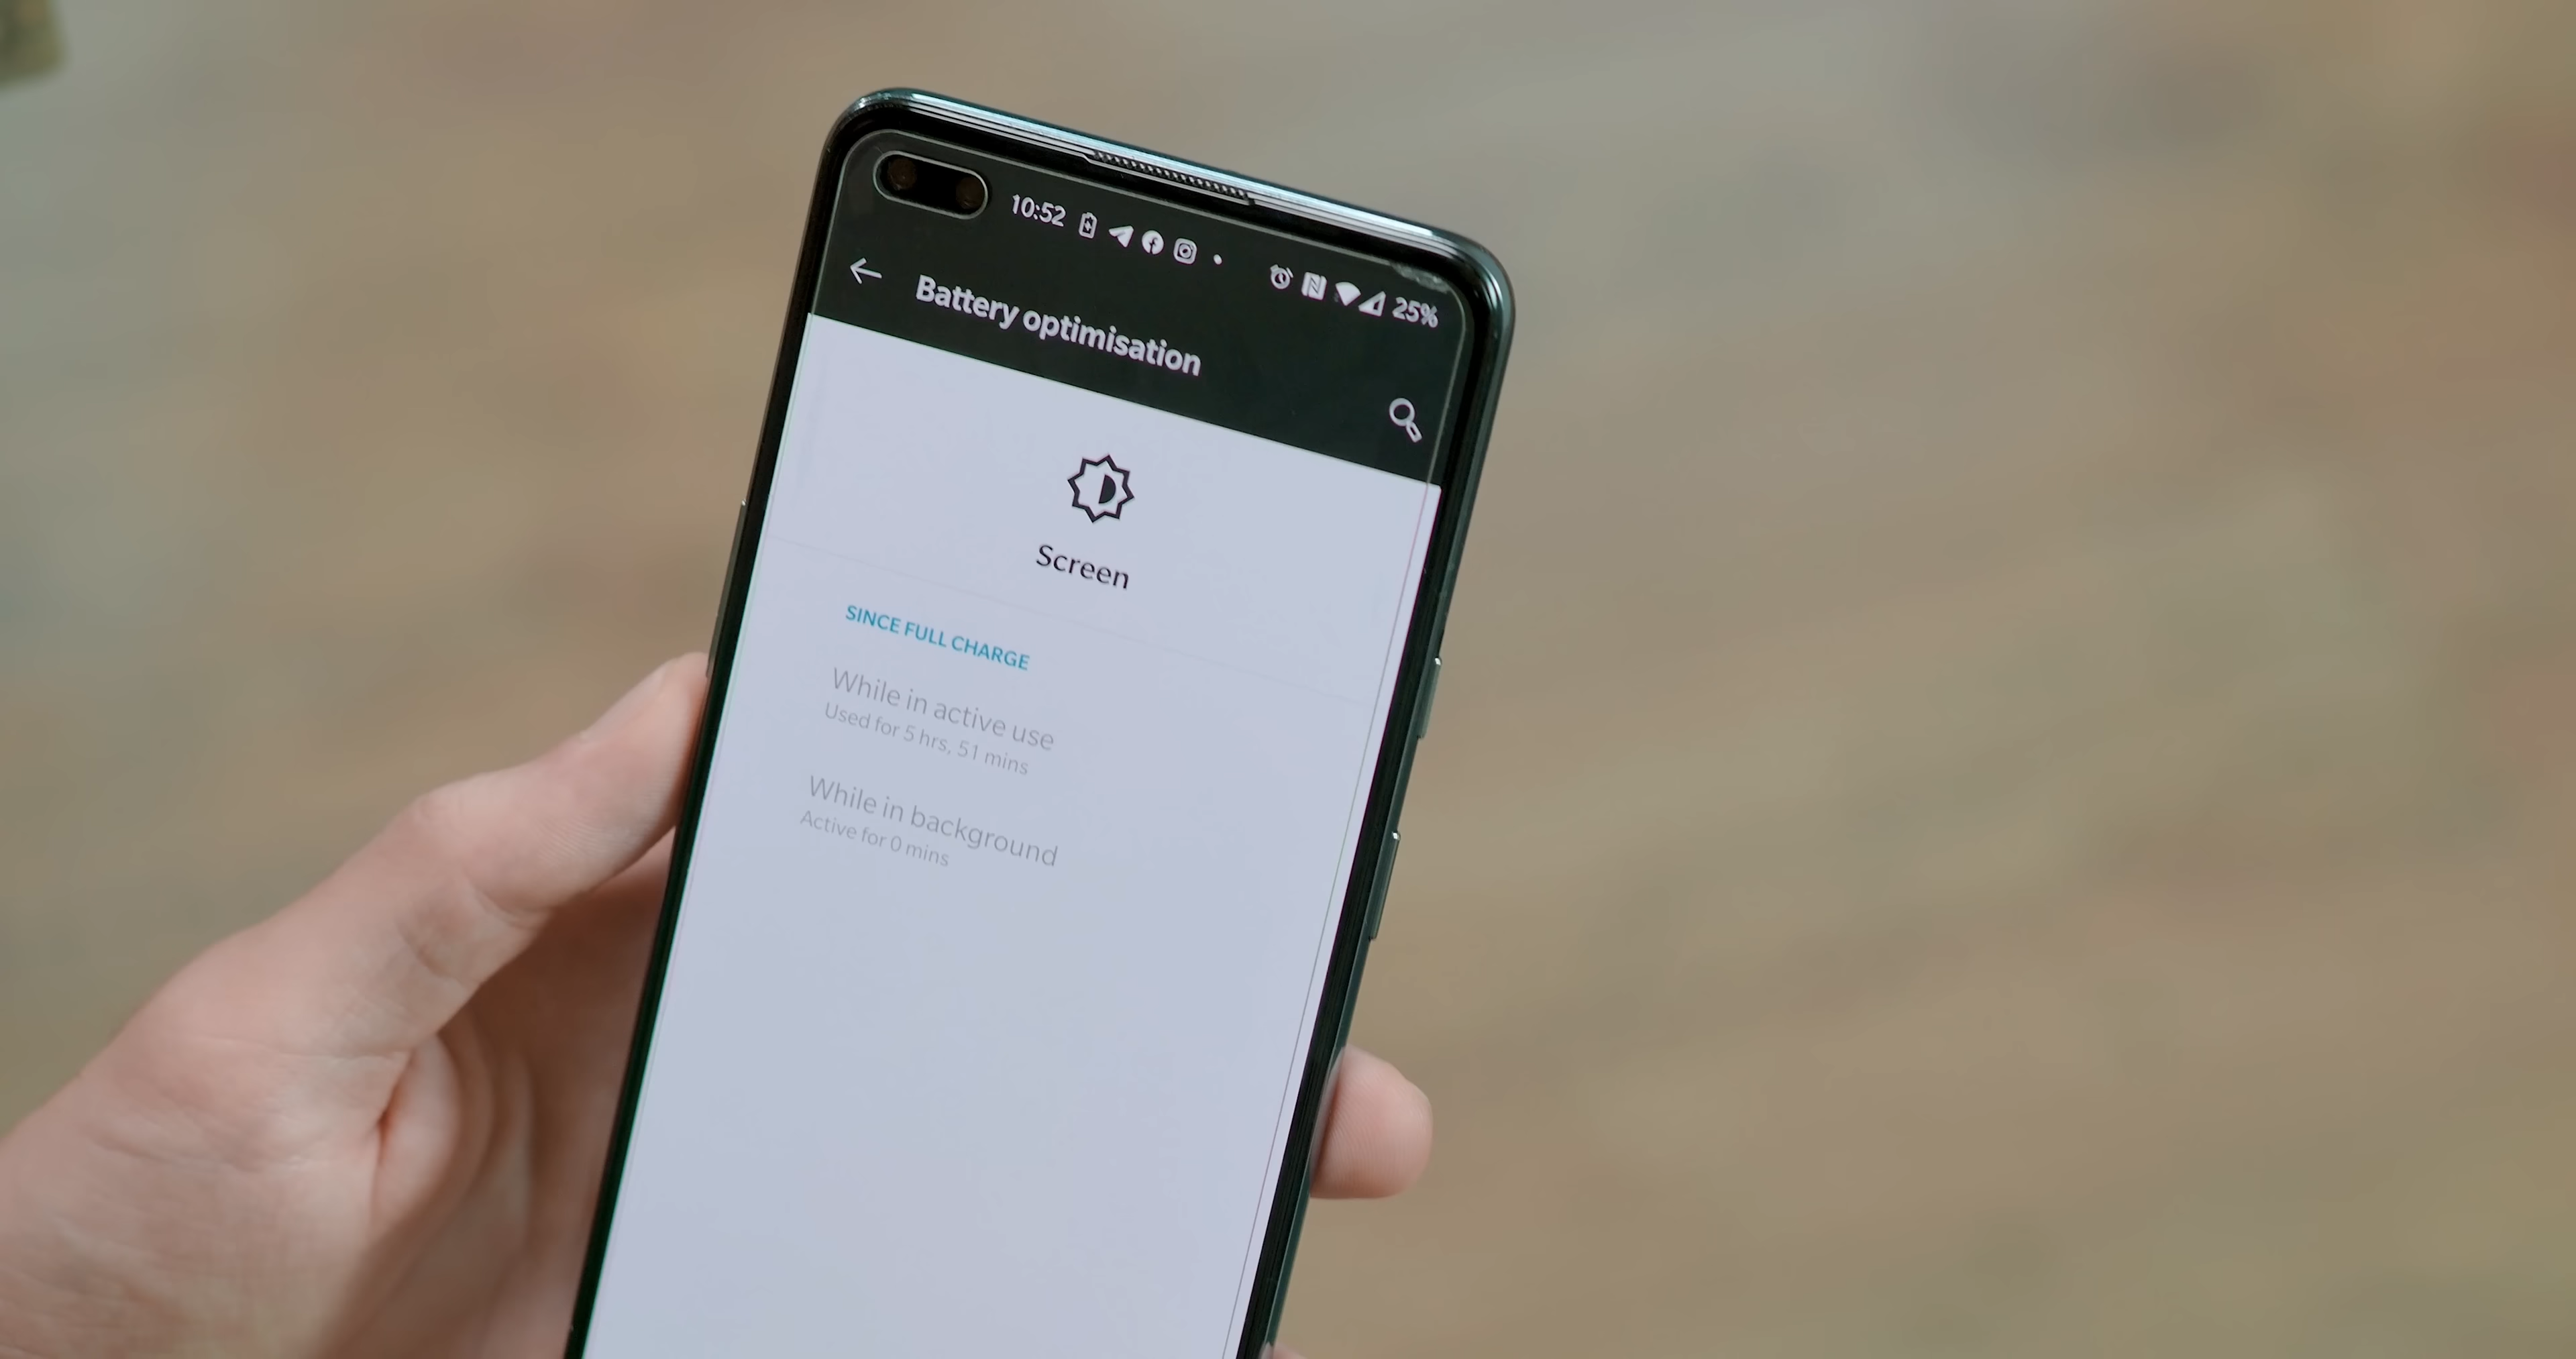 10:52 25%
Battery optimisation
Screen
SINCE FULL CHARGE
While in active use
Used for 5 hrs, 51 mins
While in background
Active for 0 mins